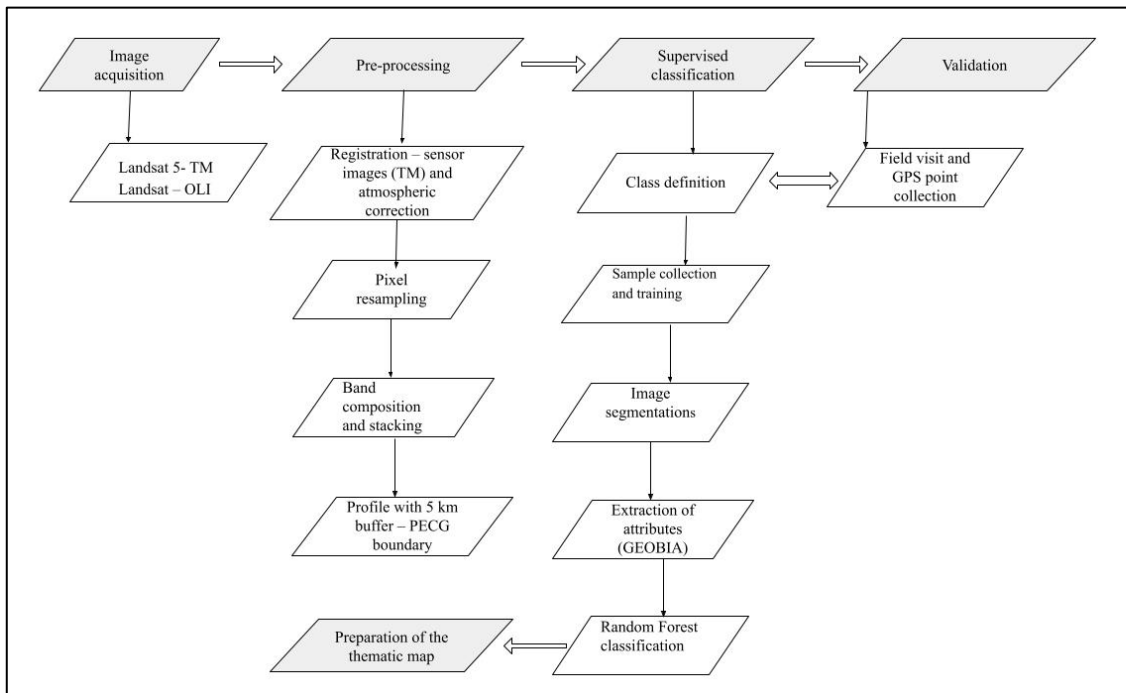 Image
acquisition
Pre-processing
Supervised
classification
Validation
Landsat 5- TM
Landsat – OLI
Registration – sensor
images (TM) and
atmospheric
correction
Pixel
resampling
Band
composition
and stacking
Profile with 5 km
buffer – PECG
boundary
Class definition
Sample collection
and training
Image
segmentations
Extraction of
attributes
(GEOBIA)
Random Forest
classification
Field visit and
GPS point
collection
Preparation of the
thematic map